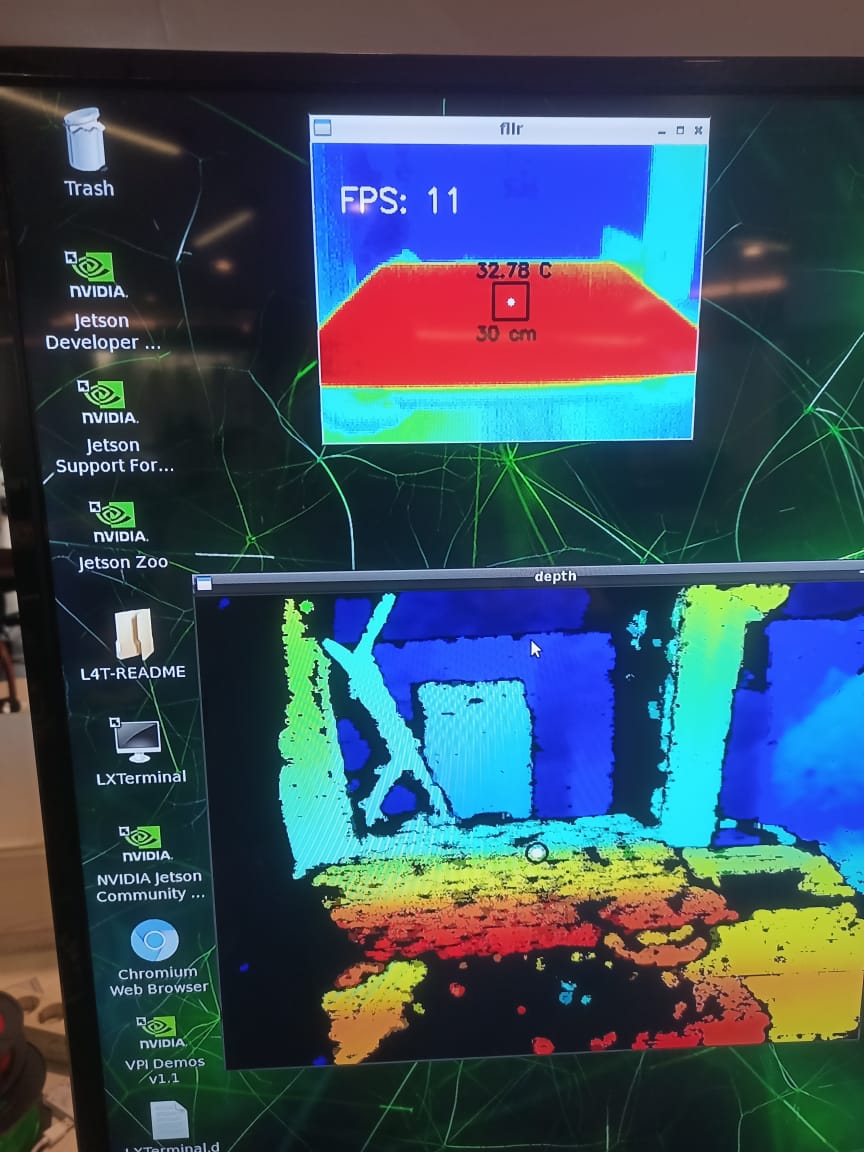 Trash
NVIDIA.
Jetson
Developer ...
NVIDIA.
Jetson
Support For...
NVIDIA.
Jetson Zoo
L4T-README
LXTerminal
NVIDIA.
NVIDIA Jetson
Community ...
Chromium
Web Browser
NVIDIA.
VPI Demos
v1.1
LXTerminal.d
flir
FPS: 11
32.78 C
30 cm
depth